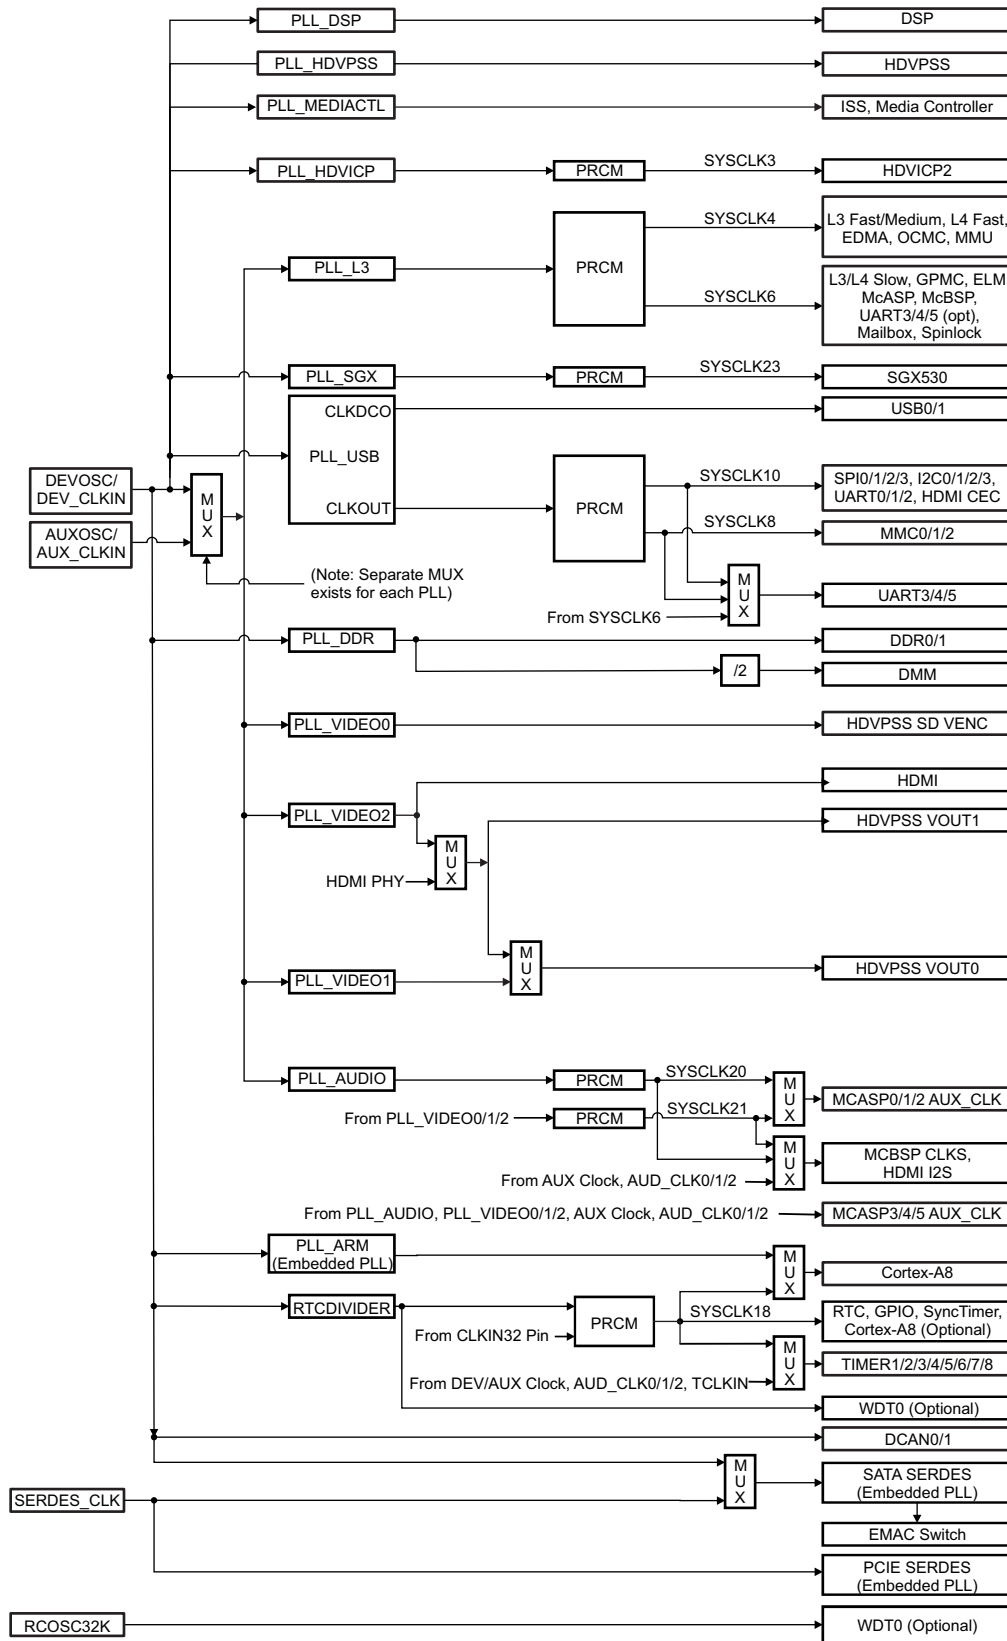 PLL_DSP
DSP
PLL_HDVPSS
HDVPSS
PLL_MEDIACTL
ISS, Media Controller
PLL_HDVICP
PRCM
SYSCLK3
HDVICP2
PLL_L3
PRCM
SYSCLK4
L3 Fast/Medium, L4 Fast,
EDMA, OCMC, MMU
SYSCLK6
L3/L4 Slow, GPMC, ELM
McASP, McBSP,
UART3/4/5 (opt),
Mailbox, Spinlock
PLL_SGX
PRCM
SYSCLK23
SGX530
CLKDCO
PLL_USB
CLKOUT
USB0/1
DEVOSC/
DEV_CLKIN
AUXOSC/
AUX_CLKIN
M
U
X
(Note: Separate MUX
exists for each PLL)
PRCM
SYSCLK10
SPI0/1/2/3, I2C0/1/2/3,
UART0/1/2, HDMI CEC
SYSCLK8
MMC0/1/2
From SYSCLK6
M
U
X
UART3/4/5
PLL_DDR
DDR0/1
/2
DMM
PLL_VIDEO0
HDVPSS SD VENC
PLL_VIDEO2
HDMI
HDMI PHY
M
U
X
HDVPSS VOUT1
PLL_VIDEO1
M
U
X
HDVPSS VOUT0
PLL_AUDIO
PRCM
SYSCLK20
From PLL_VIDEO0/1/2
PRCM
SYSCLK21
M
U
X
MCASP0/1/2 AUX_CLK
From AUX Clock, AUD_CLK0/1/2
M
U
X
MCBSP CLKS,
HDMI I2S
From PLL_AUDIO, PLL_VIDEO0/1/2, AUX Clock, AUD_CLK0/1/2
MCASP3/4/5 AUX_CLK
PLL_ARM
(Embedded PLL)
M
U
X
Cortex-A8
RTCDIVIDER
From CLKIN32 Pin
PRCM
SYSCLK18
RTC, GPIO, SyncTimer,
Cortex-A8 (Optional)
From DEV/AUX Clock, AUD_CLK0/1/2, TCLKIN
M
U
X
TIMER1/2/3/4/5/6/7/8
WDT0 (Optional)
DCAN0/1
SERDES_CLK
M
U
X
SATA SERDES
(Embedded PLL)
EMAC Switch
PCIE SERDES
(Embedded PLL)
RCOSC32K
WDT0 (Optional)